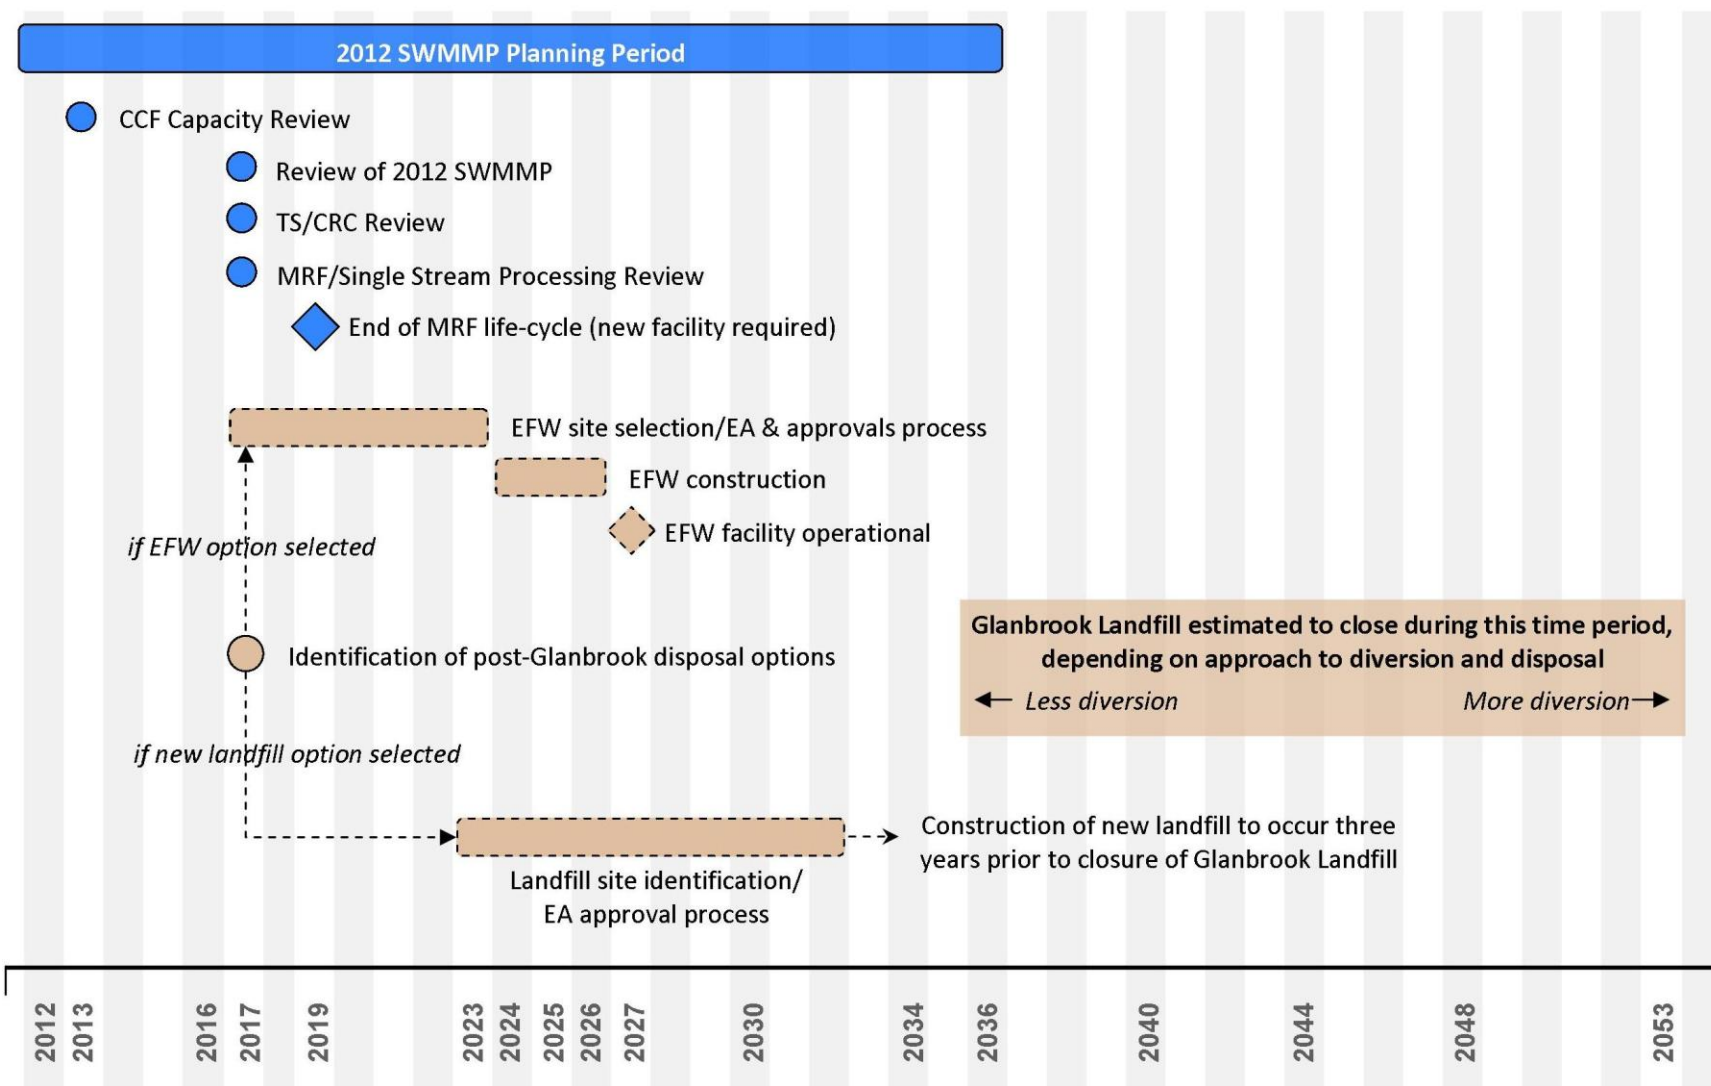 2012 SWMMP Planning Period
CCF Capacity Review
Review of 2012 SWMMP
TS/CRC Review
MRF/Single Stream Processing Review
End of MRF life-cycle (new facility required)
EFW site selection/EA & approvals process
EFW construction
EFW facility operational
if EFW option selected
Identification of post-Glanbrook disposal options
Glanbrook Landfill estimated to close during this time period,
depending on approach to diversion and disposal
Less diversion
More diversion
if new landfill option selected
Construction of new landfill to occur three
years prior to closure of Glanbrook Landfill
Landfill site identification/
EA approval process
2012
2013
2016
2017
2019
2023
2024
2025
2026
2027
2030
2034
2036
2040
2044
2048
2053